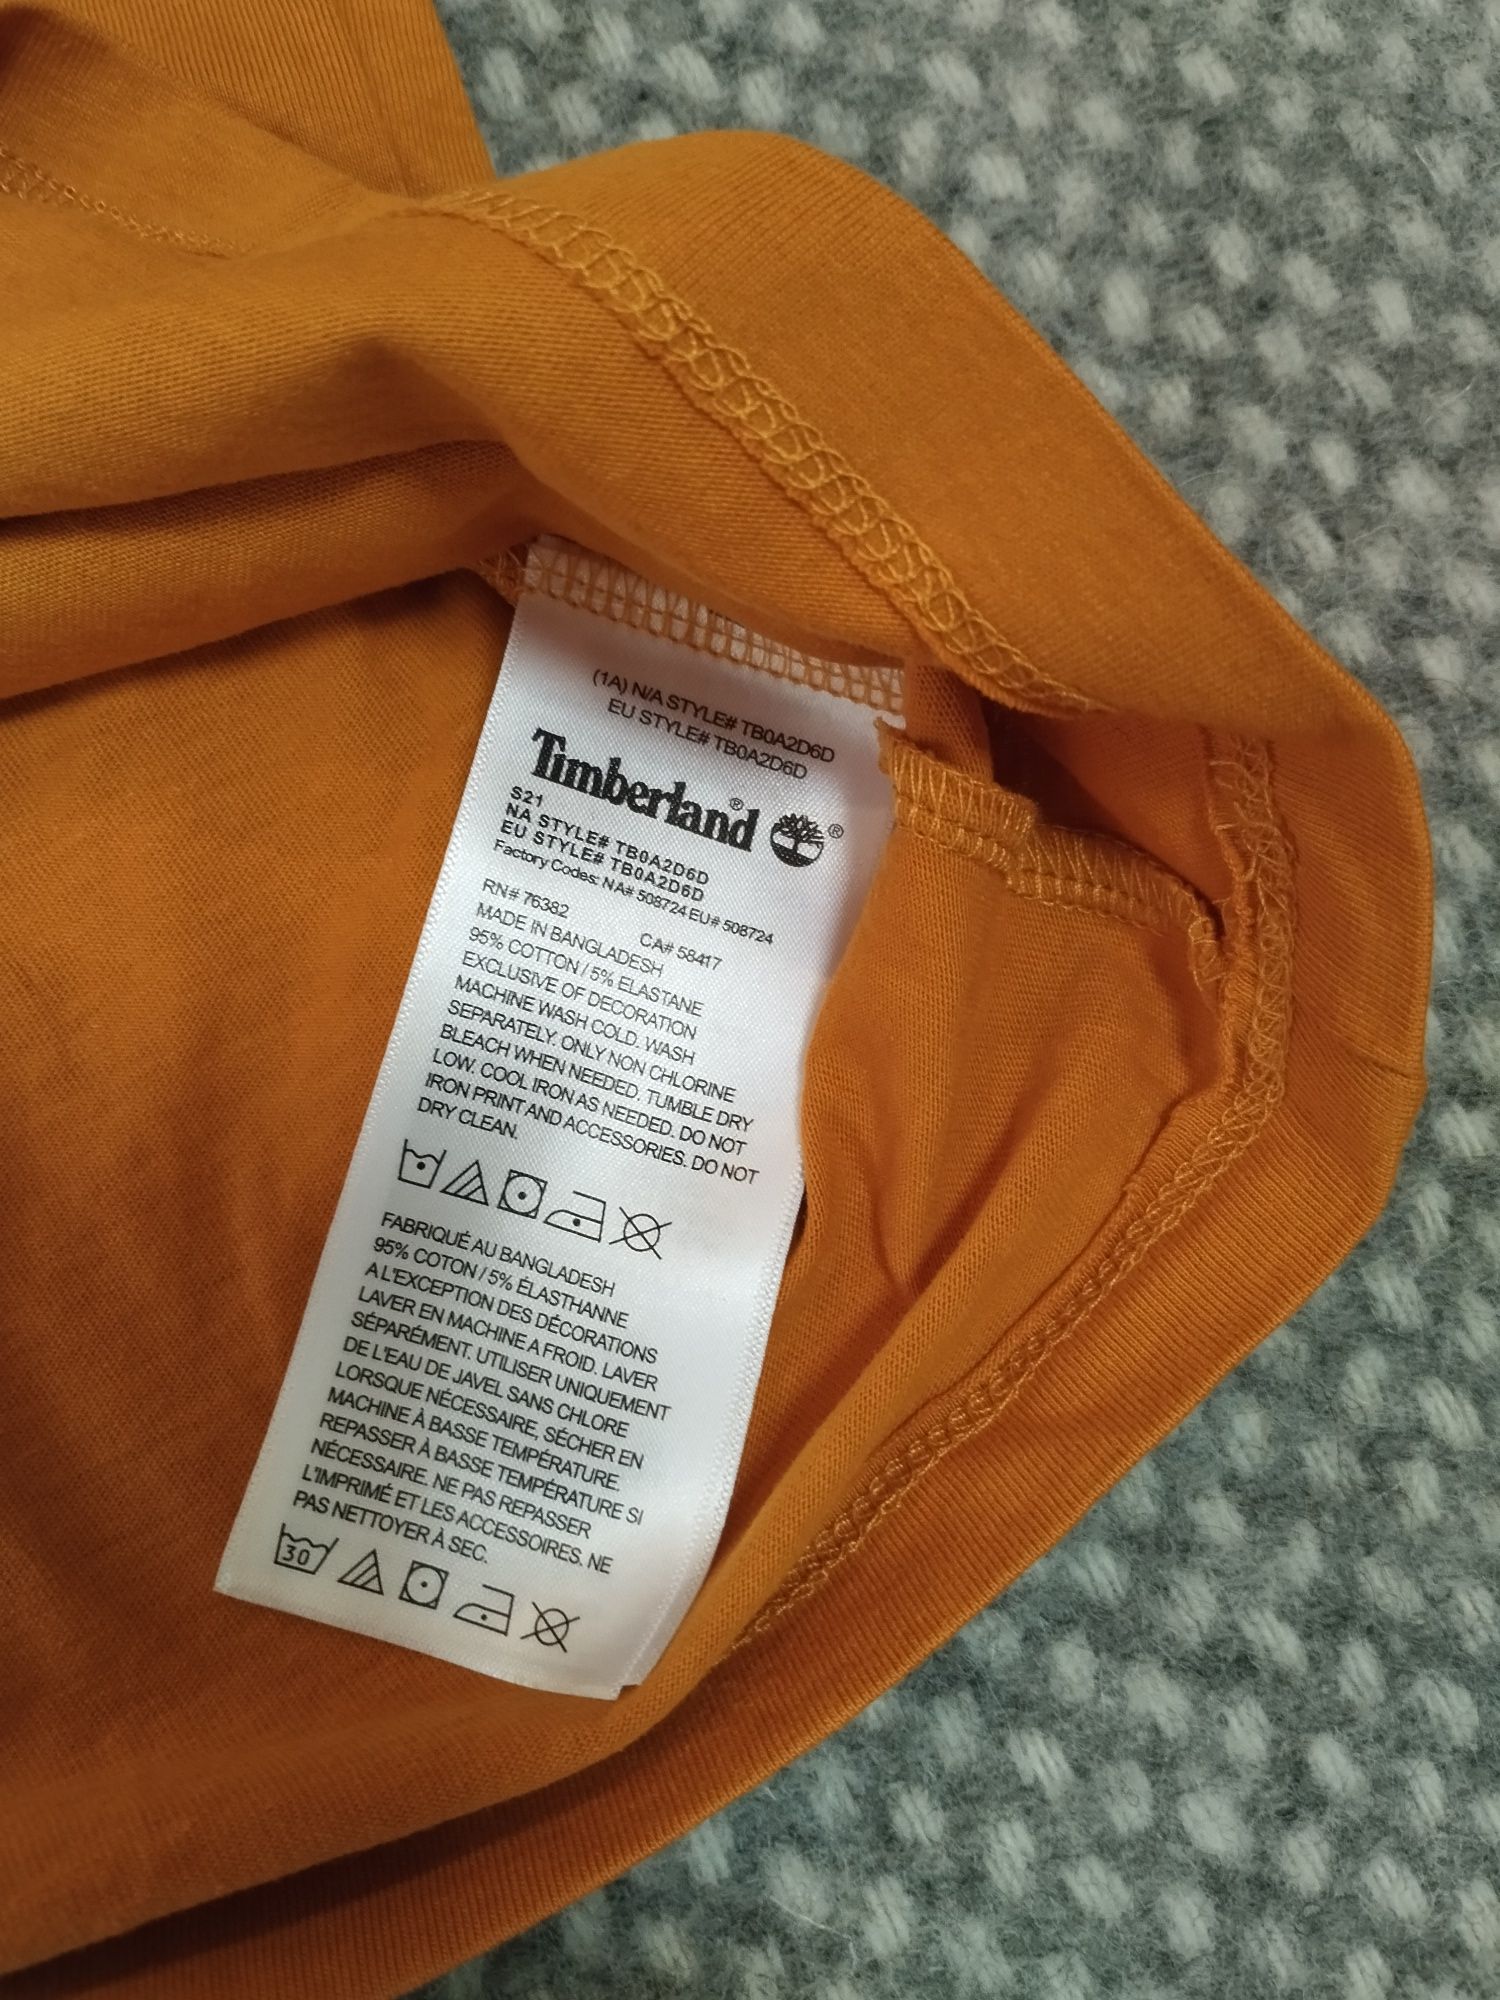 (1A) N/A STYLE# TB0A2D6D
EU STYLE# TB0A2D6D
Timberland® ®
S21
NA STYLE# TB0A2D6D
EU STYLE# TB0A2D6D
Factory Codes: NA# 508724 EU# 508724
RN# 76382 CA# 58417
MADE IN BANGLADESH
95% COTTON / 5% ELASTANE
EXCLUSIVE OF DECORATION
MACHINE WASH COLD. WASH
SEPARATELY. ONLY NON CHLORINE
BLEACH WHEN NEEDED. TUMBLE DRY
LOW. COOL IRON AS NEEDED. DO NOT
IRON PRINT AND ACCESSORIES. DO NOT
DRY CLEAN.
FABRIQUÉ AU BANGLADESH
95% COTON / 5% ÉLASTHANNE
A L'EXCEPTION DES DÉCORATIONS
LAVER EN MACHINE A FROID. LAVER
SÉPARÉMENT. UTILISER UNIQUEMENT
DE L'EAU DE JAVEL SANS CHLORE
LORSQUE NÉCESSAIRE, SÉCHER EN
MACHINE À BASSE TEMPÉRATURE.
REPASSER À BASSE TEMPÉRATURE SI
NÉCESSAIRE. NE PAS REPASSER
L'IMPRIMÉ ET LES ACCESSOIRES. NE
PAS NETTOYER À SEC.
30